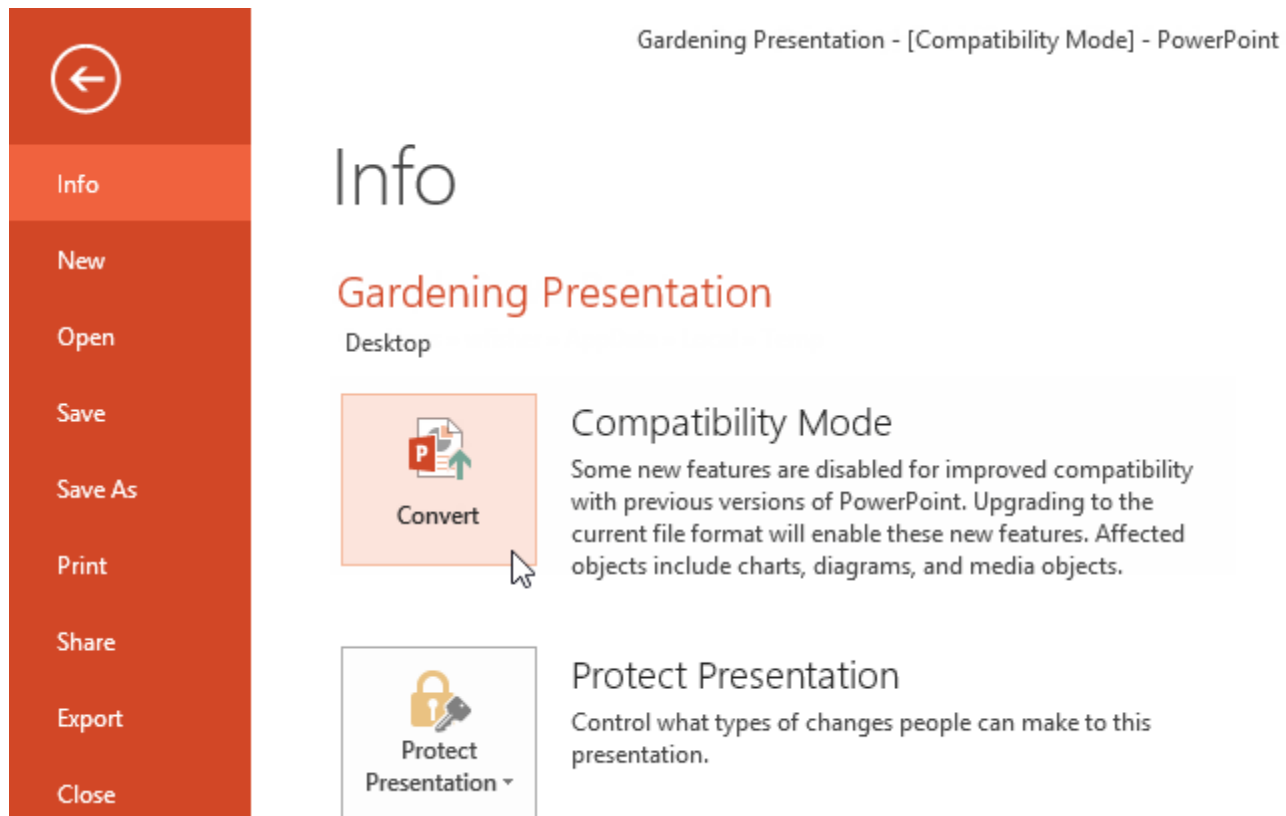 Gardening Presentation - [Compatibility Mode] - PowerPoint
Info
New
Open
Save
Save As
Print
Share
Export
Close
Info
Gardening Presentation
Desktop
P
Convert
Compatibility Mode
Some new features are disabled for improved compatibility
with previous versions of PowerPoint. Upgrading to the
current file format will enable these new features. Affected
objects include charts, diagrams, and media objects.
Protect
Presentation
Protect Presentation
Control what types of changes people can make to this
presentation.